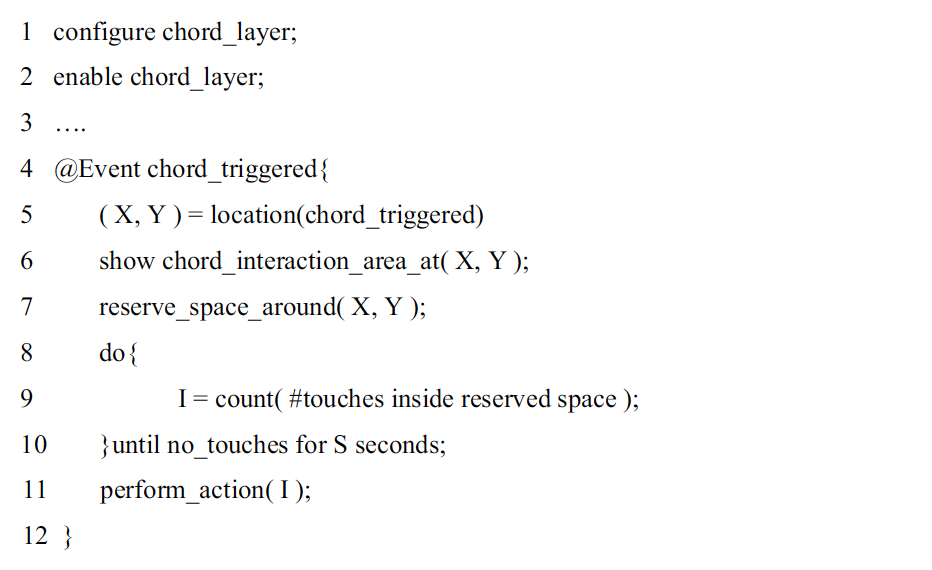 1 configure chord_layer;
2 enable chord_layer;
3 ....
4 @Event chord_triggered{
5 ( X, Y ) = location(chord_triggered)
6 show chord_interaction_area_at( X, Y );
7 reserve_space_around( X, Y );
8 do{
9 I = count( #touches inside reserved space );
10 }until no_touches for S seconds;
11 perform_action( I );
12 }